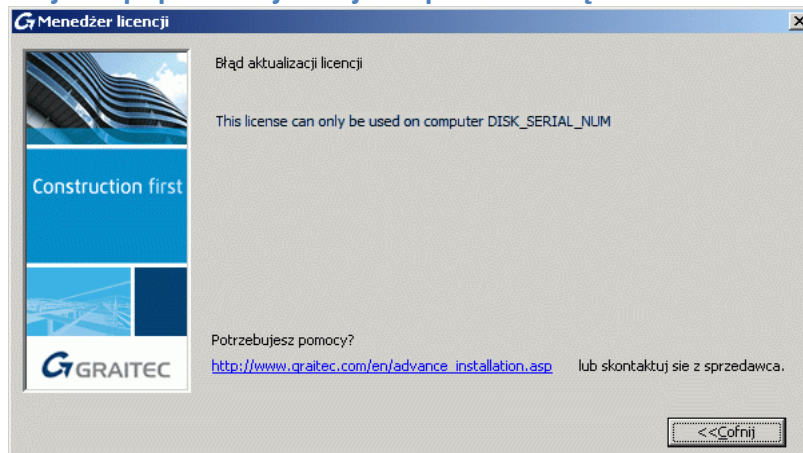 Menedżer licencji
Błąd aktualizacji licencji
This license can only be used on computer DISK_SERIAL_NUM
Construction first
Potrzebujesz pomocy?
http://www.graitec.com/en/advance_installation.asp lub skontaktuj sie z sprzedawca.
GRAITEC
<<Cofnij